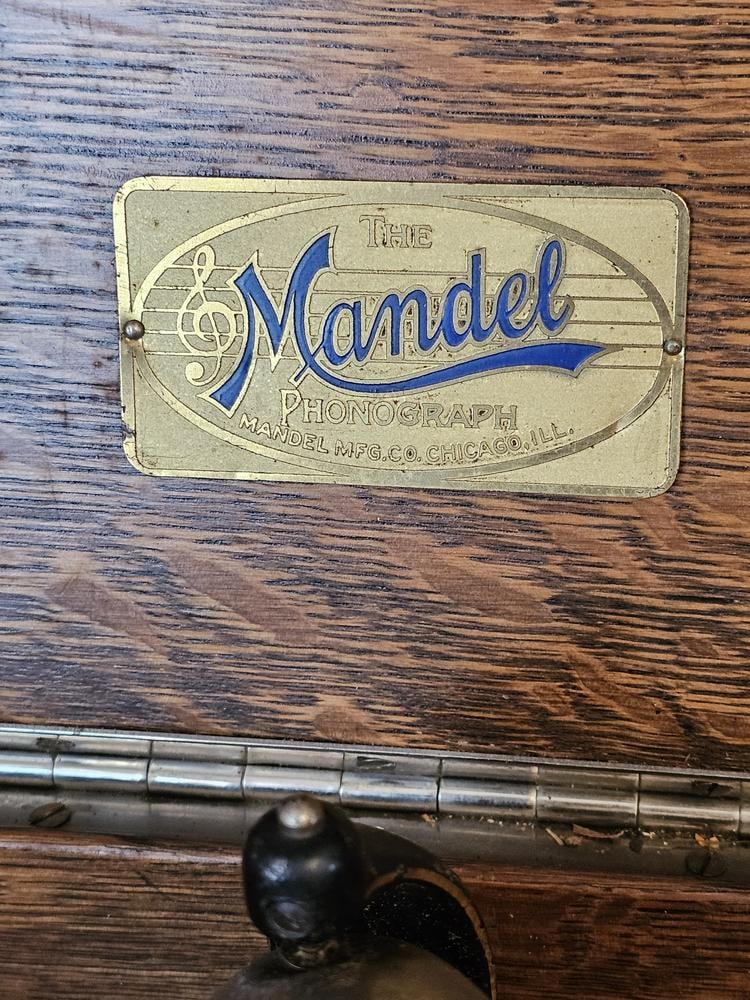 THE
Mandel
PHONOGRAPH
MANDEL MFG.CO. CHICAGO, ILL.